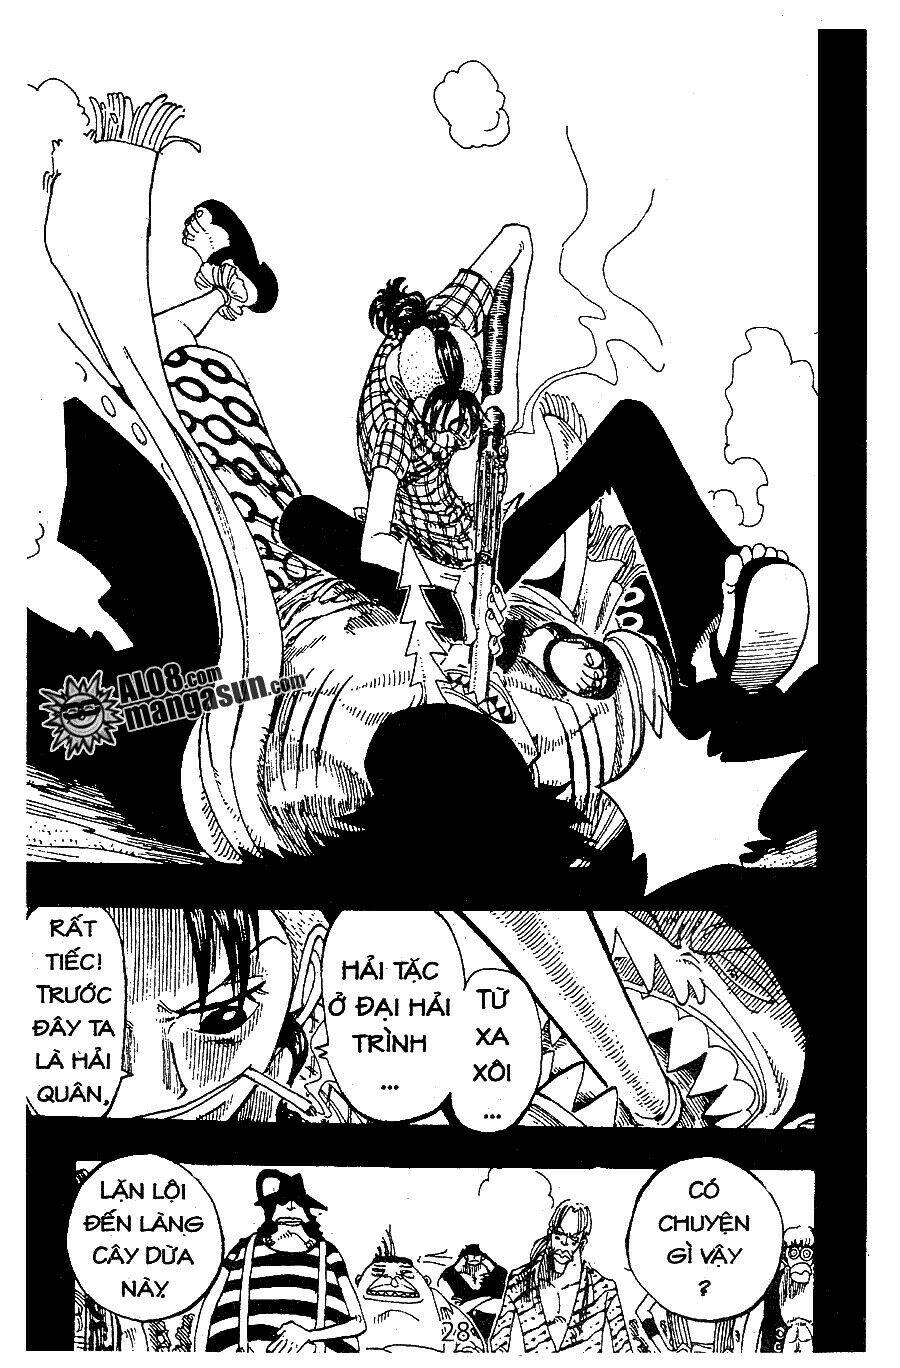 AL08.com
mangasun.com
TỪ
XA
XÔI
...
HẢI TẶC
Ở ĐẠI HẢI
TRÌNH
...
RẤT
TIẾC!
TRƯỚC
ĐÂY TA
LÀ HẢI
QUÂN.
CÓ
CHUYỆN
GÌ VẬY
?
LẶN LỘI
ĐẾN LÀNG
CÂY DỪA
NÀY.
28